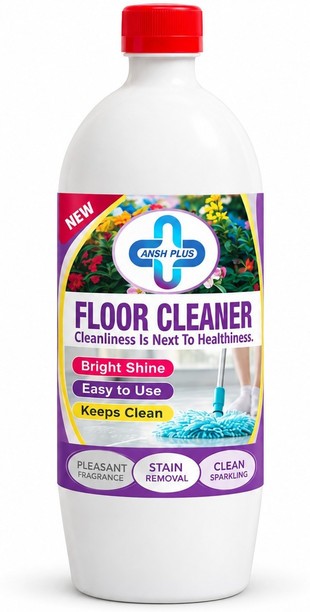 NEW
ANSH PLUS
FLOOR CLEANER
Cleanliness Is Next To Healthiness.
Bright Shine
Easy to Use
Keeps Clean
PLEASANT
FRAGRANCE
STAIN
REMOVAL
CLEAN
SPARKLING